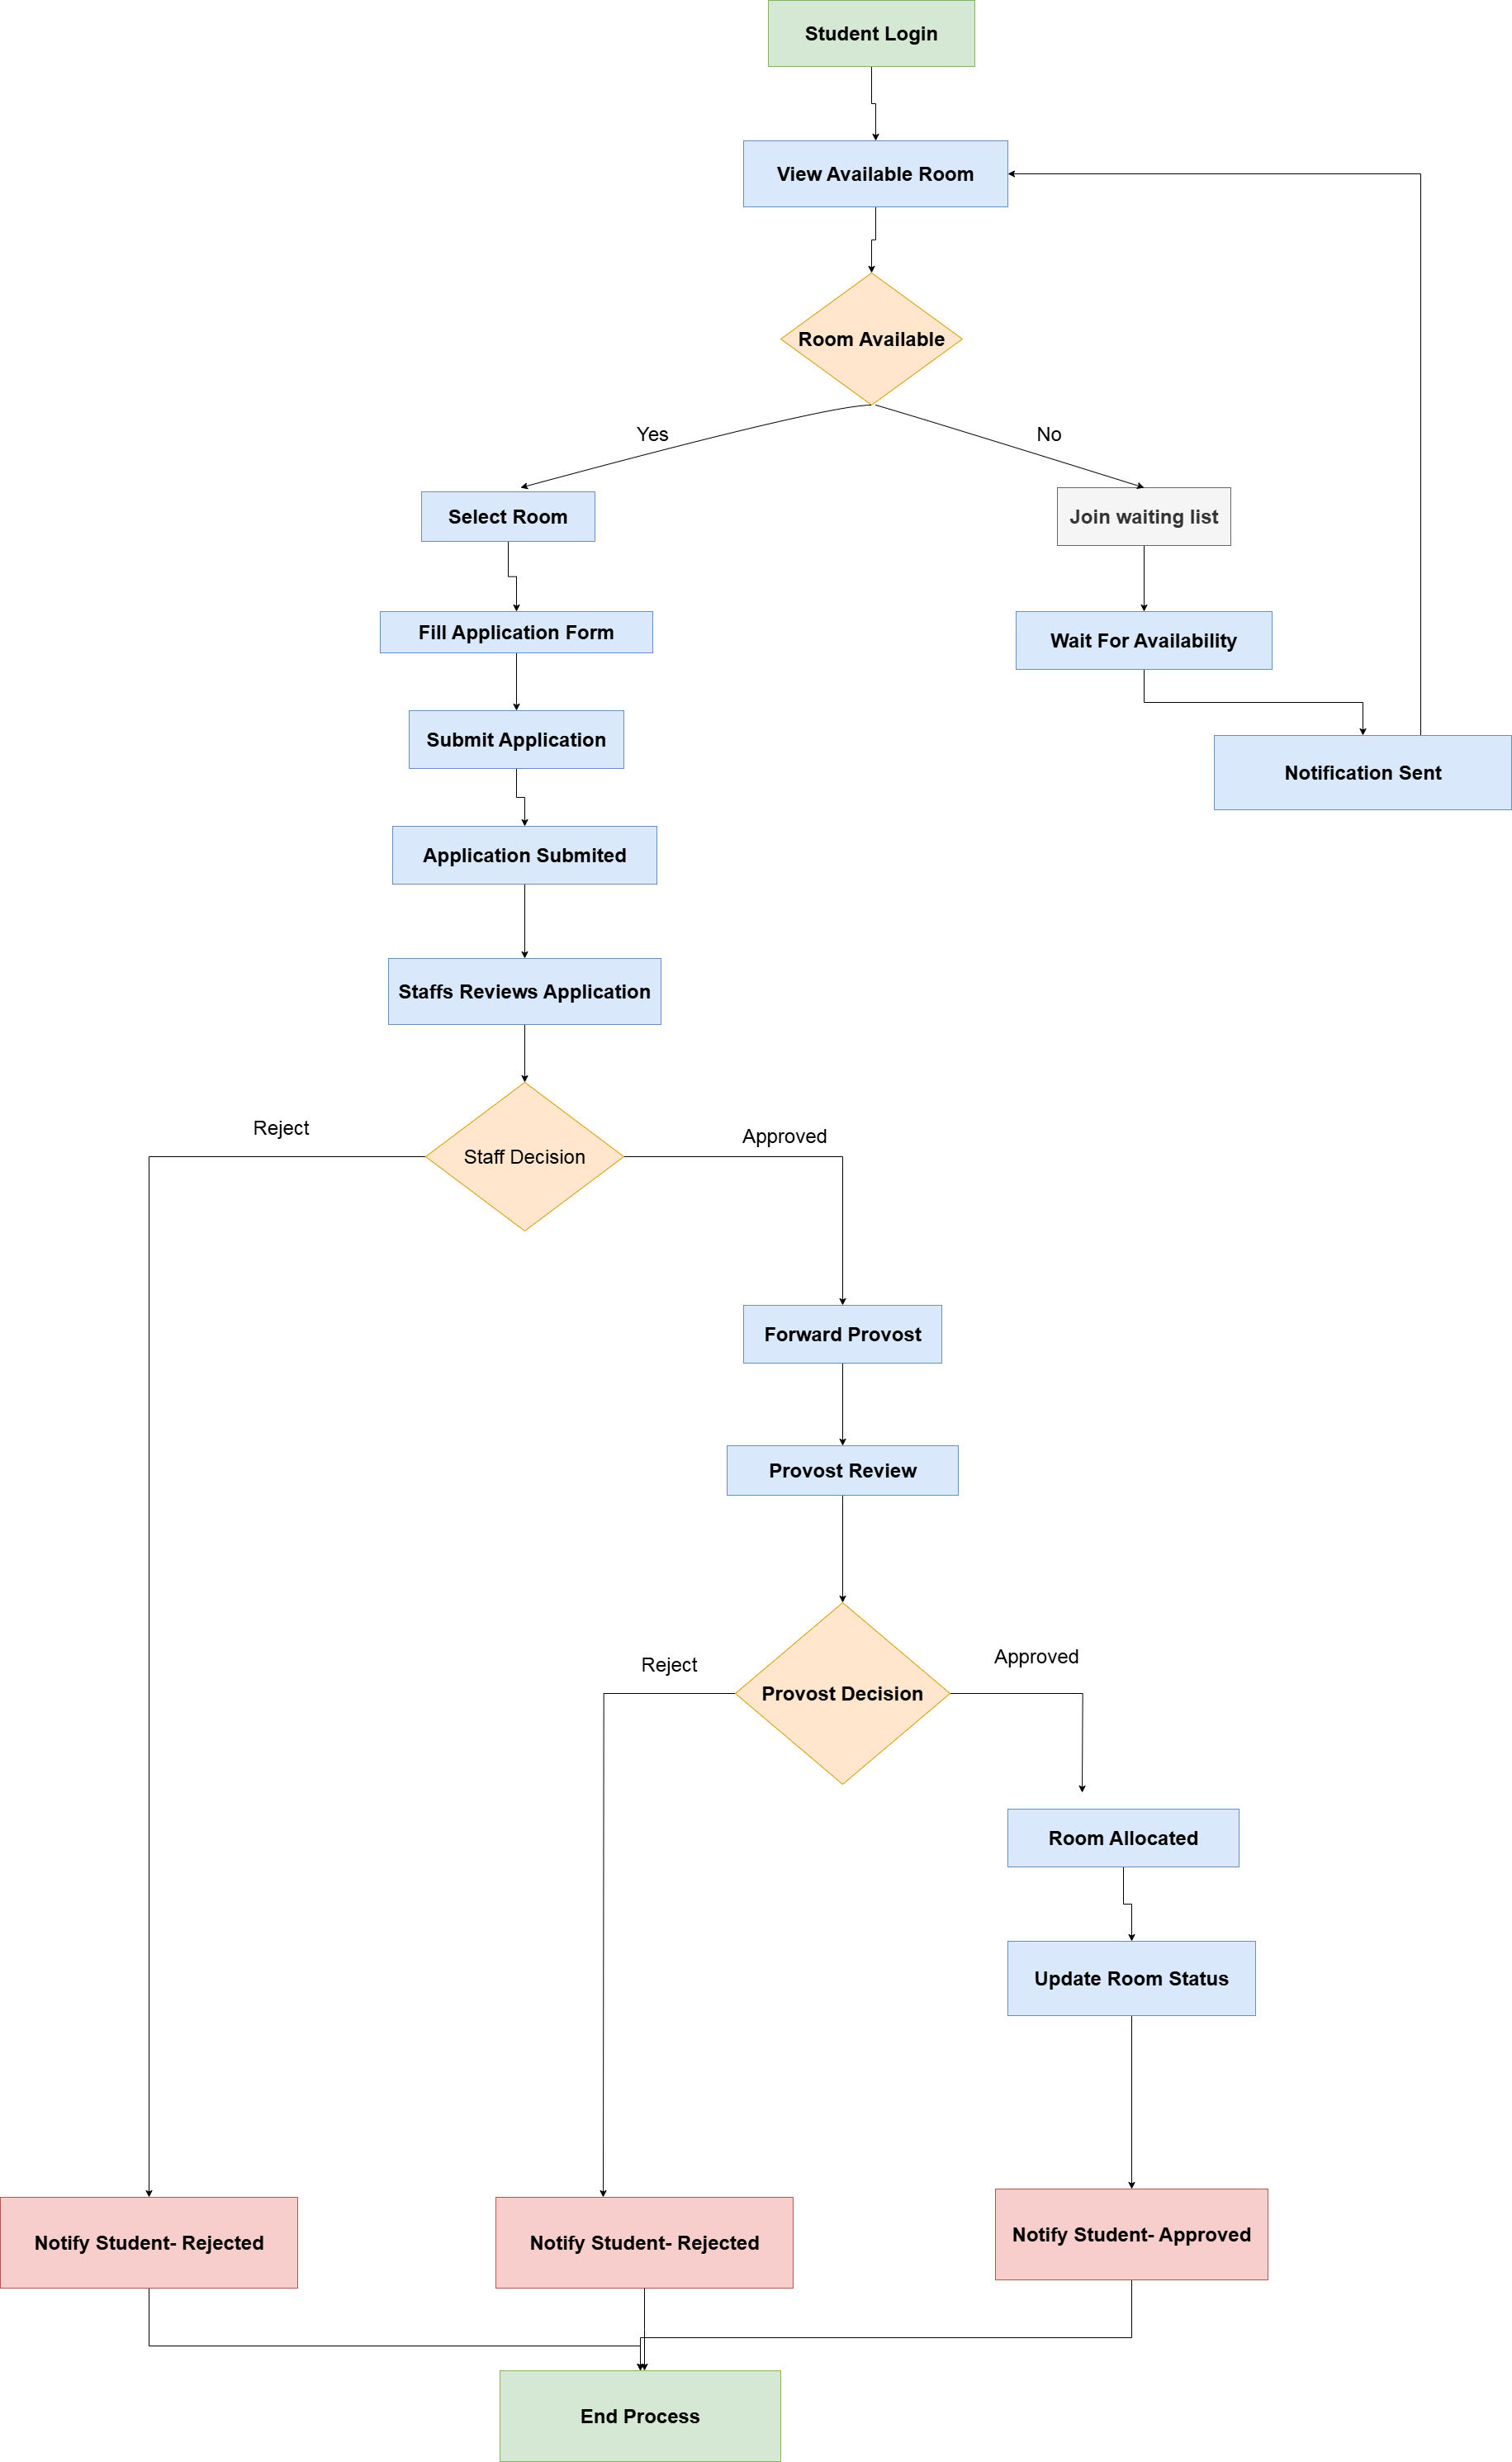 Student Login
View Available Room
Room Available
Yes
No
Select Room
Join waiting list
Fill Application Form
Wait For Availability
Submit Application
Notification Sent
Application Submited
Staffs Reviews Application
Reject
Approved
Staff Decision
Forward Provost
Provost Review
Reject
Approved
Provost Decision
Room Allocated
Update Room Status
Notify Student- Rejected
Notify Student- Rejected
Notify Student- Approved
End Process